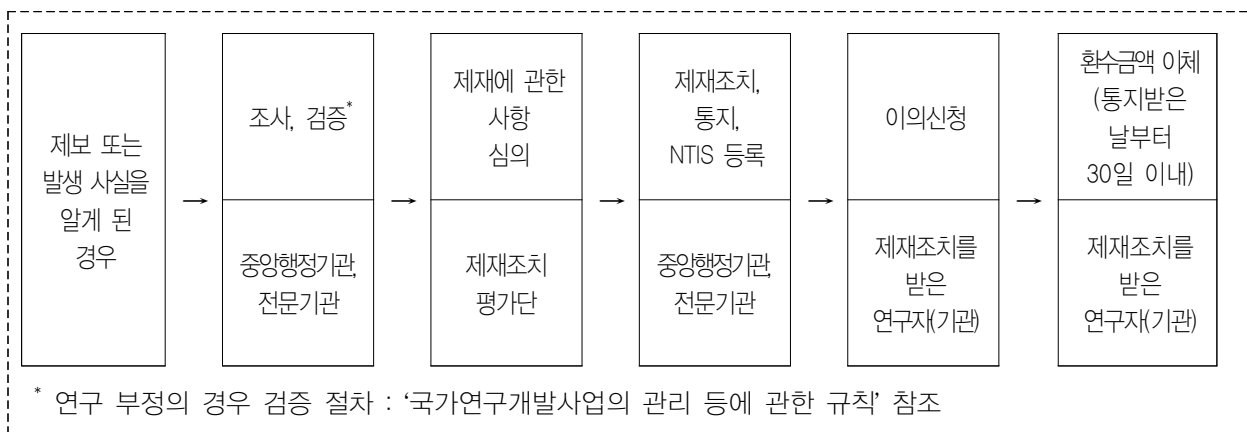 제보 또는
발생 사실을
알게 된
경우
→
조사, 검증*
중앙행정기관,
전문기관
→
제재에 관한
사항
심의
제재조치
평가단
→
제재조치,
통지,
NTIS 등록
중앙행정기관,
전문기관
→
이의신청
제재조치를
받은
연구자(기관)
→
환수금액 이체
(통지받은
날부터
30일 이내)
제재조치를
받은
연구자(기관)
* 연구 부정의 경우 검증 절차 : ‘국가연구개발사업의 관리 등에 관한 규칙’ 참조